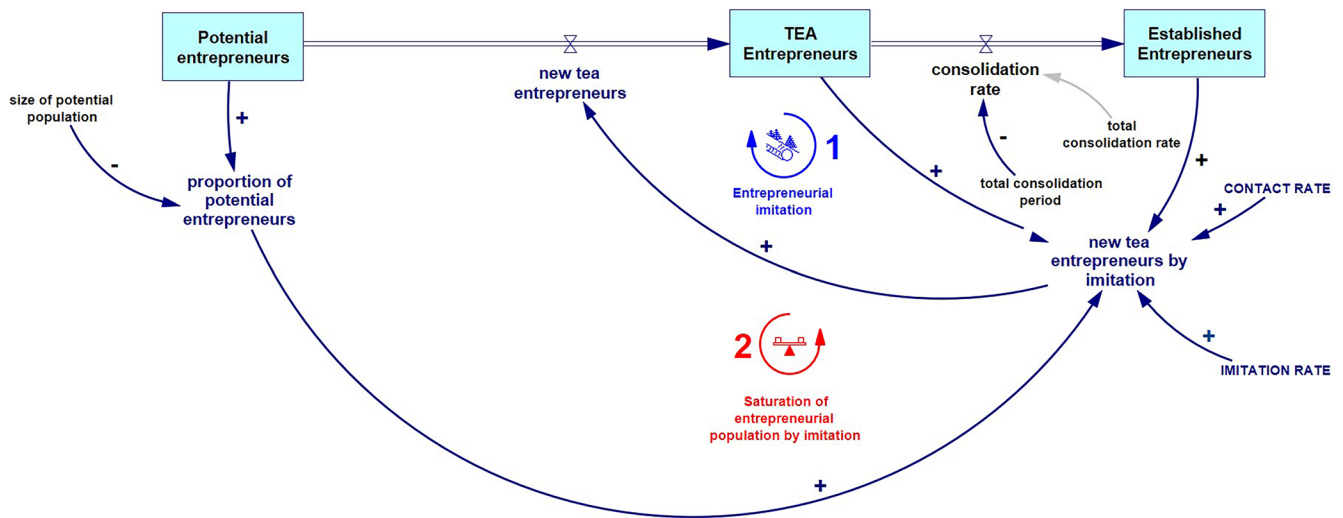 Potential
entrepreneurs
TEA
Entrepreneurs
Established
Entrepreneurs
new tea
entrepreneurs
consolidation
rate
size of potential
population
+
-
proportion of
potential
entrepreneurs
1
Entrepreneurial
imitation
-
total
consolidation rate
total consolidation
period
+
+
CONTACT RATE
+
new tea
entrepreneurs by
imitation
+
2
Saturation of
entrepreneurial
population by imitation
+
IMITATION RATE
+